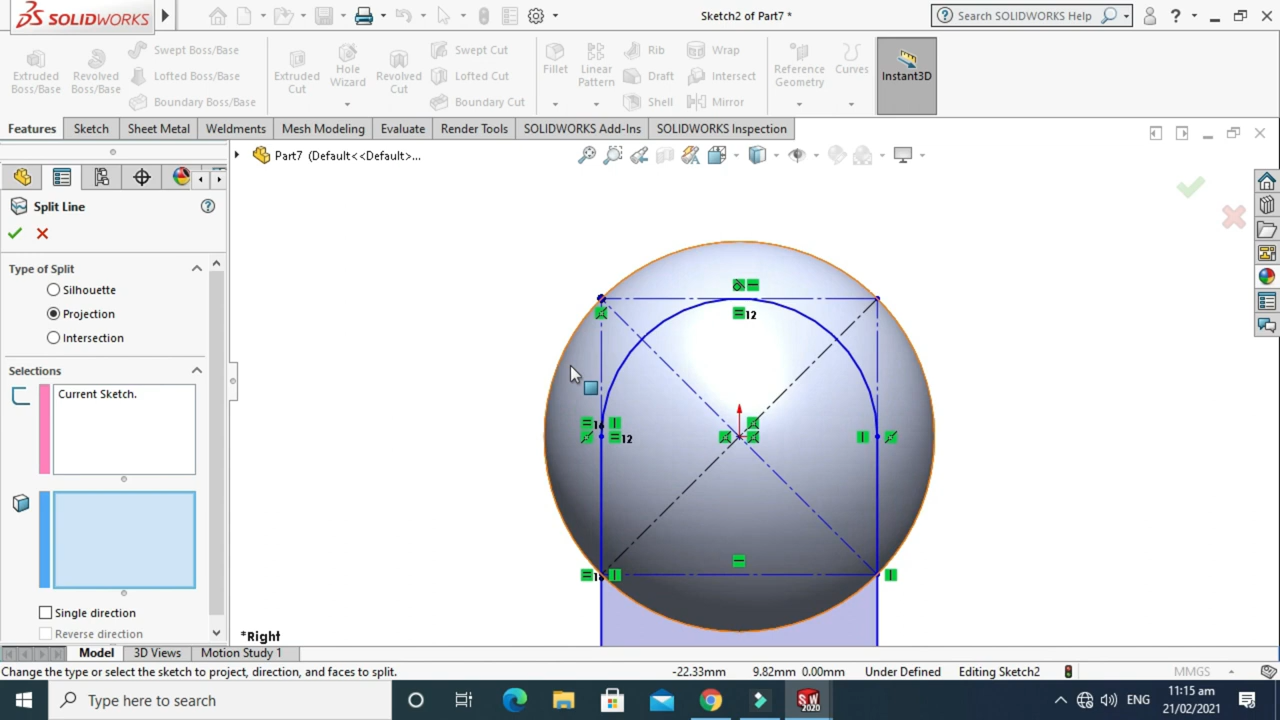 SOLIDWORKS
Sketch2 of Part7 *
Search SOLIDWORKS Help
Extruded Boss/Base
Revolved Boss/Base
Swept Boss/Base
Lofted Boss/Base
Boundary Boss/Base
Extruded Cut
Hole Wizard
Revolved Cut
Swept Cut
Lofted Cut
Boundary Cut
Fillet
Linear Pattern
Rib
Draft
Shell
Wrap
Intersect
Mirror
Reference Geometry
Curves
Instant3D
Features Sketch Sheet Metal Weldments Mesh Modeling Evaluate Render Tools SOLIDWORKS Add-Ins SOLIDWORKS Inspection
Part7 (Default<<Default>...
Split Line
Type of Split
Silhouette
Projection
Intersection
Selections
Current Sketch.
Single direction
Reverse direction
12
12
*Right
Model 3D Views Motion Study 1
Change the type or select the sketch to project, direction, and faces to split.
-22.33mm 9.82mm 0.00mm Under Defined Editing Sketch2 MMGS
Type here to search
SW
2020
ENG
11:15 am
21/02/2021